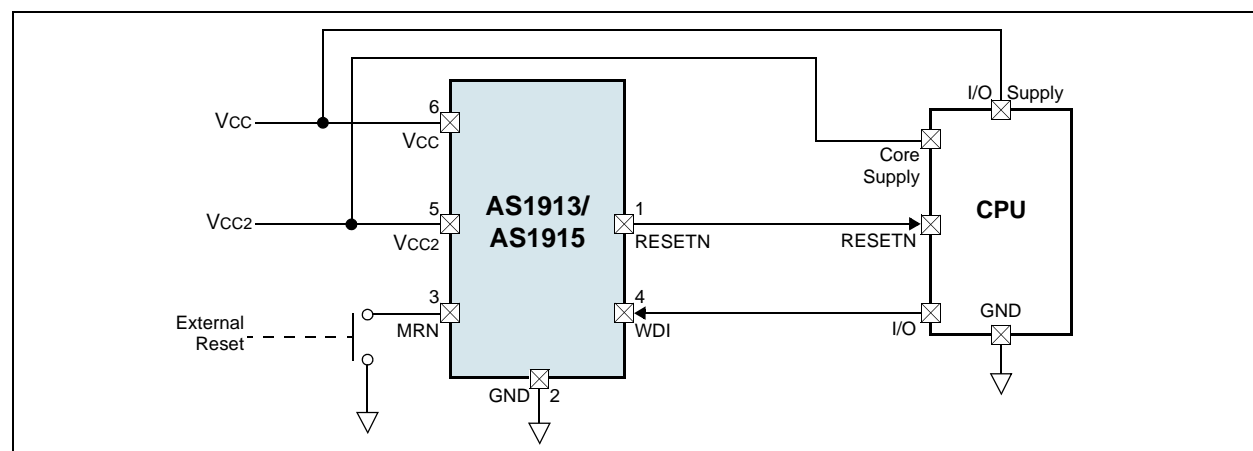 I/O Supply
6
VCC
VCC
Core
Supply
AS1913/
AS1915
CPU
VCC2
5
VCC2
1
RESETN
RESETN
External
Reset
3
MRN
4
WDI
I/O
GND
GND
2